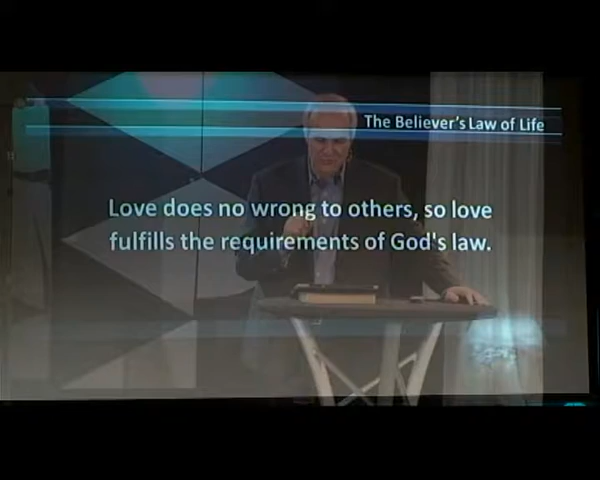 The Believer's Law of Life
Love does no wrong to others, so love
fulfills the requirements of God's law.